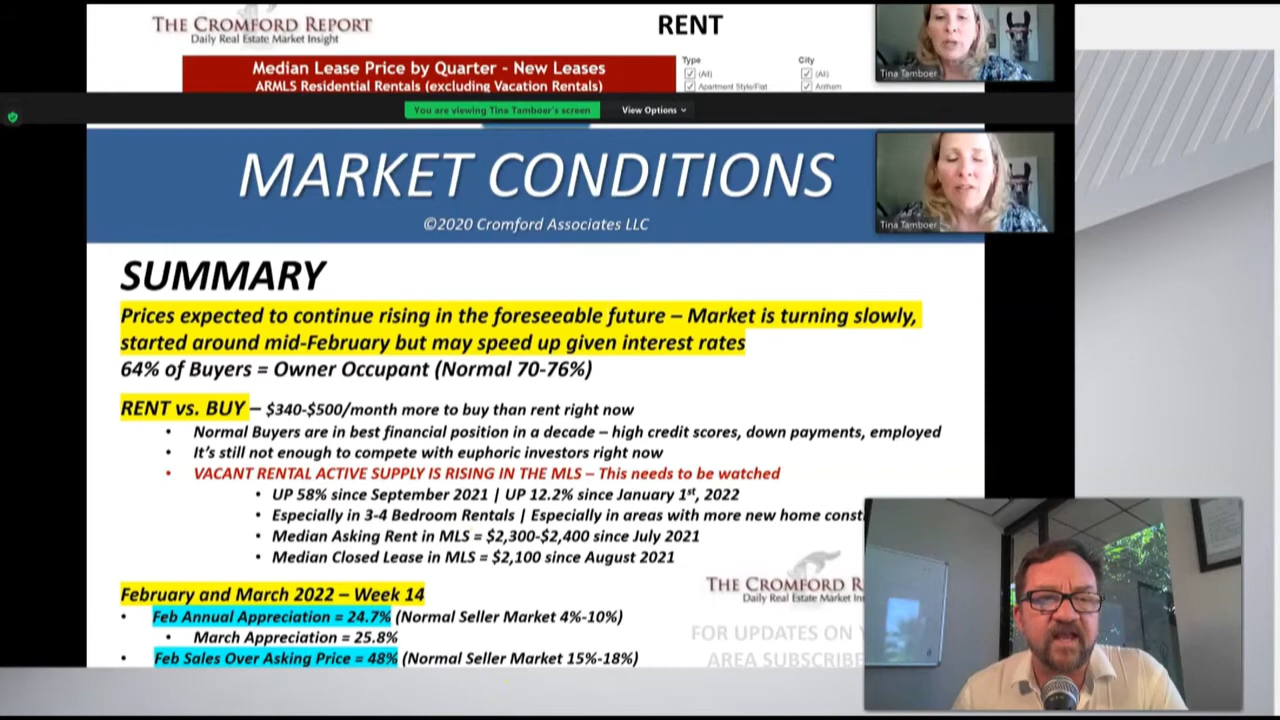 THE CROMFORD REPORT
Daily Real Estate Market Insight
RENT
Median Lease Price by Quarter - New Leases
ARMLS Residential Rentals (excluding Vacation Rentals)
Type
(All)
Apartment Style/Flat
City
(All)
Anthem
Tina Tamboer
You are viewing Tina Tamboer's screen
View Options
MARKET CONDITIONS
©2020 Cromford Associates LLC
Tina Tamboer
SUMMARY
Prices expected to continue rising in the foreseeable future – Market is turning slowly,
started around mid-February but may speed up given interest rates
64% of Buyers = Owner Occupant (Normal 70-76%)
RENT vs. BUY – $340-$500/month more to buy than rent right now
• Normal Buyers are in best financial position in a decade – high credit scores, down payments, employed
• It's still not enough to compete with euphoric investors right now
• VACANT RENTAL ACTIVE SUPPLY IS RISING IN THE MLS – This needs to be watched
• UP 58% since September 2021 | UP 12.2% since January 1st, 2022
• Especially in 3-4 Bedroom Rentals | Especially in areas with more new home const
• Median Asking Rent in MLS = $2,300-$2,400 since July 2021
• Median Closed Lease in MLS = $2,100 since August 2021
February and March 2022 – Week 14
• Feb Annual Appreciation = 24.7% (Normal Seller Market 4%-10%)
• March Appreciation = 25.8%
• Feb Sales Over Asking Price = 48% (Normal Seller Market 15%-18%)
THE CROMFORD R
Daily Real Estate Market In
FOR UPDATES ON
AREA SUBSCRIBE